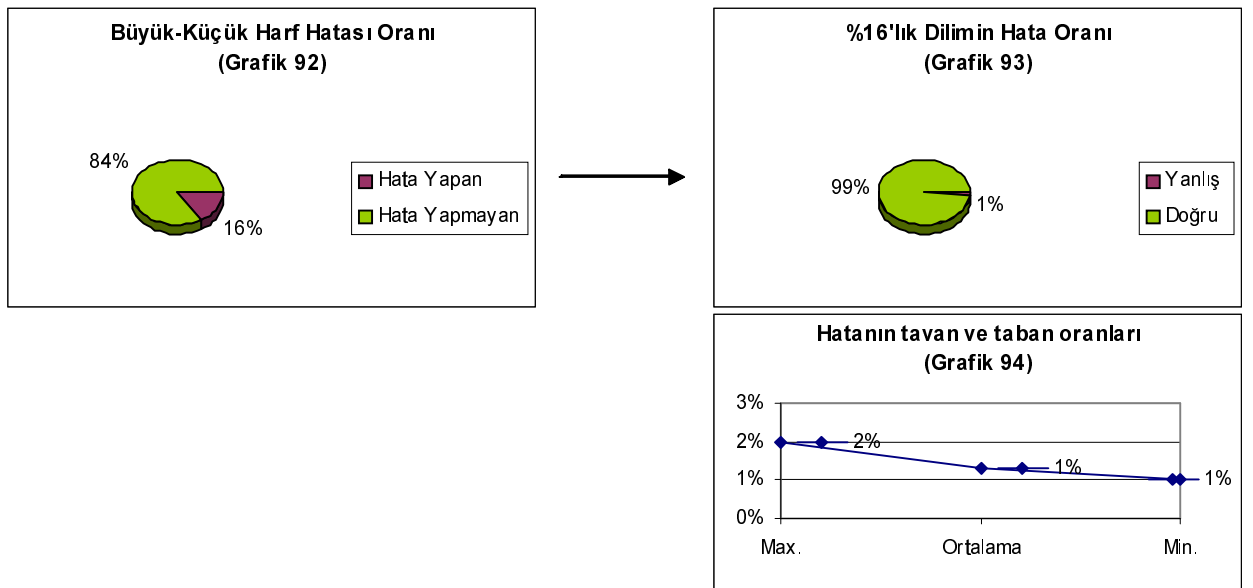 Büyük-Küçük Harf Hatası Oranı
(Grafik 92)
84%
16%
Hata Yapan
Hata Yapmayan
%16'lık Dilimin Hata Oranı
(Grafik 93)
99%
1%
Yanlış
Doğru
Hatanın tavan ve taban oranları
(Grafik 94)
3%
2%
1%
0%
2%
1%
1%
Max.
Ortalama
Min.